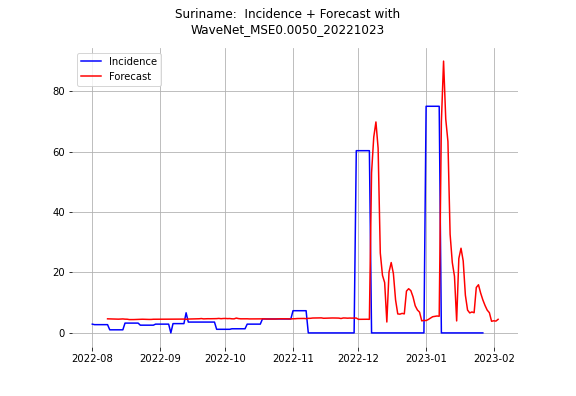 Suriname:  Incidence + Forecast with
WaveNet_MSE0.0050_20221023
Incidence
Forecast
80
60
40
20
0
2022-08 2022-09 2022-10 2022-11 2022-12 2023-01 2023-02